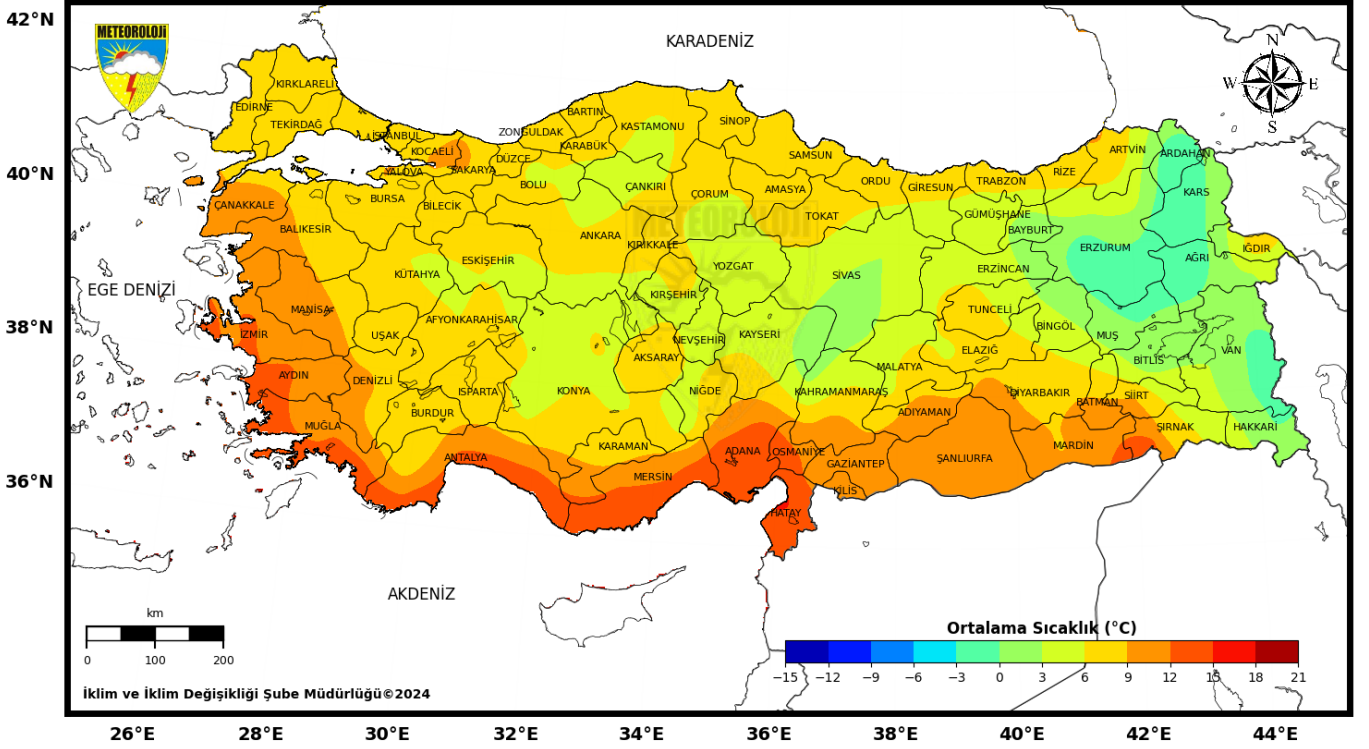 42°N
40°N
38°N
36°N
METEOROLOJİ
KARADENİZ
N
W E
S
KIRKLARELİ
EDİRNE
TEKİRDAĞ
İSTANBUL
KOCAELİ
YALOVA
SAKARYA
DÜZCE
ZONGULDAK
BARTIN
KARABÜK
KASTAMONU
SİNOP
SAMSUN
BOLU
ÇANKIRI
ÇORUM
AMASYA
TOKAT
ORDU
GİRESUN
TRABZON
RİZE
ARTVİN
ARDAHAN
KARS
ÇANAKKALE
BALIKESİR
BURSA
BİLECİK
ESKİŞEHİR
ANKARA
KIRIKKALE
METEOROLOJİ
GÜMÜŞHANE
BAYBURT
ERZURUM
AĞRI
IĞDIR
EGE DENİZİ
KÜTAHYA
YOZGAT
SİVAS
ERZİNCAN
MANİSA
KIRŞEHİR
TUNCELİ
İZMİR
UŞAK
AFYONKARAHİSAR
NEVŞEHİR
KAYSERİ
BİNGÖL
MUŞ
AKSARAY
ELAZIĞ
BİTLİS
VAN
AYDIN
DENİZLİ
ISPARTA
KONYA
NİĞDE
KAHRAMANMARAŞ
MALATYA
DİYARBAKIR
BATMAN
SİİRT
BURDUR
ADIYAMAN
MUĞLA
ŞIRNAK
HAKKARİ
ANTALYA
KARAMAN
MERSİN
ADANA
OSMANİYE
GAZİANTEP
ŞANLIURFA
MARDİN
KİLİS
HATAY
AKDENİZ
km
0 100 200
Ortalama Sıcaklık (°C)
−15 −12 −9 −6 −3 0 3 6 9 12 15 18 21
İklim ve İklim Değişikliği Şube Müdürlüğü©2024
26°E 28°E 30°E 32°E 34°E 36°E 38°E 40°E 42°E 44°E